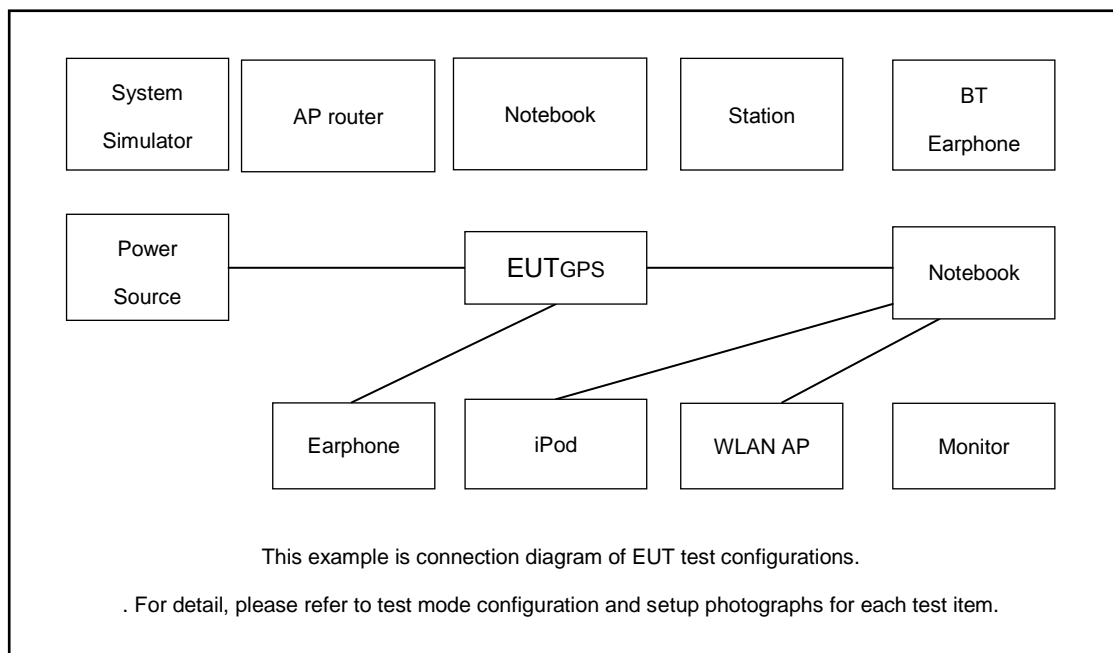 System
Simulator
AP router
Notebook
Station
BT
Earphone
Power
Source
EUTGPS
Notebook
Earphone
iPod
WLAN AP
Monitor
This example is connection diagram of EUT test configurations.
. For detail, please refer to test mode configuration and setup photographs for each test item.